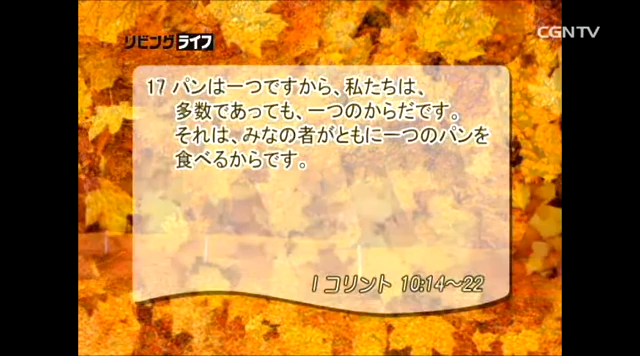 リビングライフ
CGNTV
17 パンは一つですから、私たちは、
多数であっても、一つのからだです。
それは、みなの者がともに一つのパンを
食べるからです。
I コリント 10:14～22